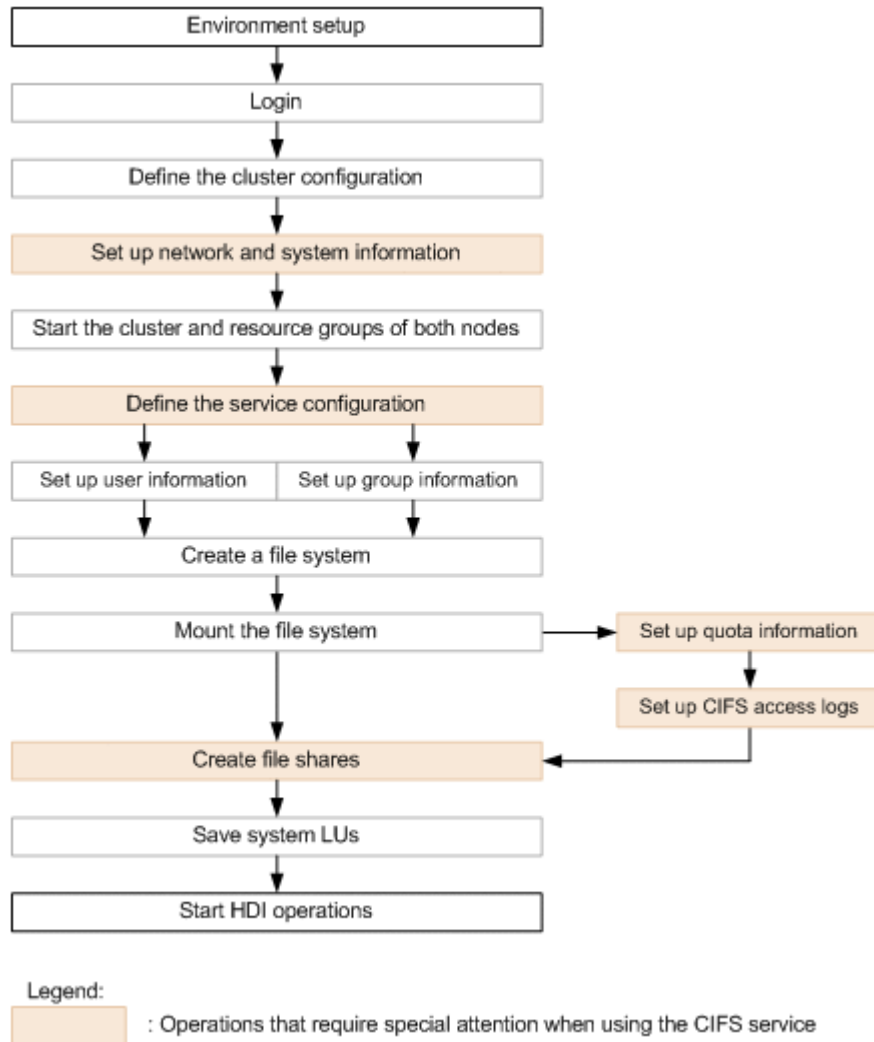 Environment setup
Login
Define the cluster configuration
Set up network and system information
Start the cluster and resource groups of both nodes
Define the service configuration
Set up user information
Set up group information
Create a file system
Mount the file system
Set up quota information
Set up CIFS access logs
Create file shares
Save system LUs
Start HDI operations
Legend:
: Operations that require special attention when using the CIFS service